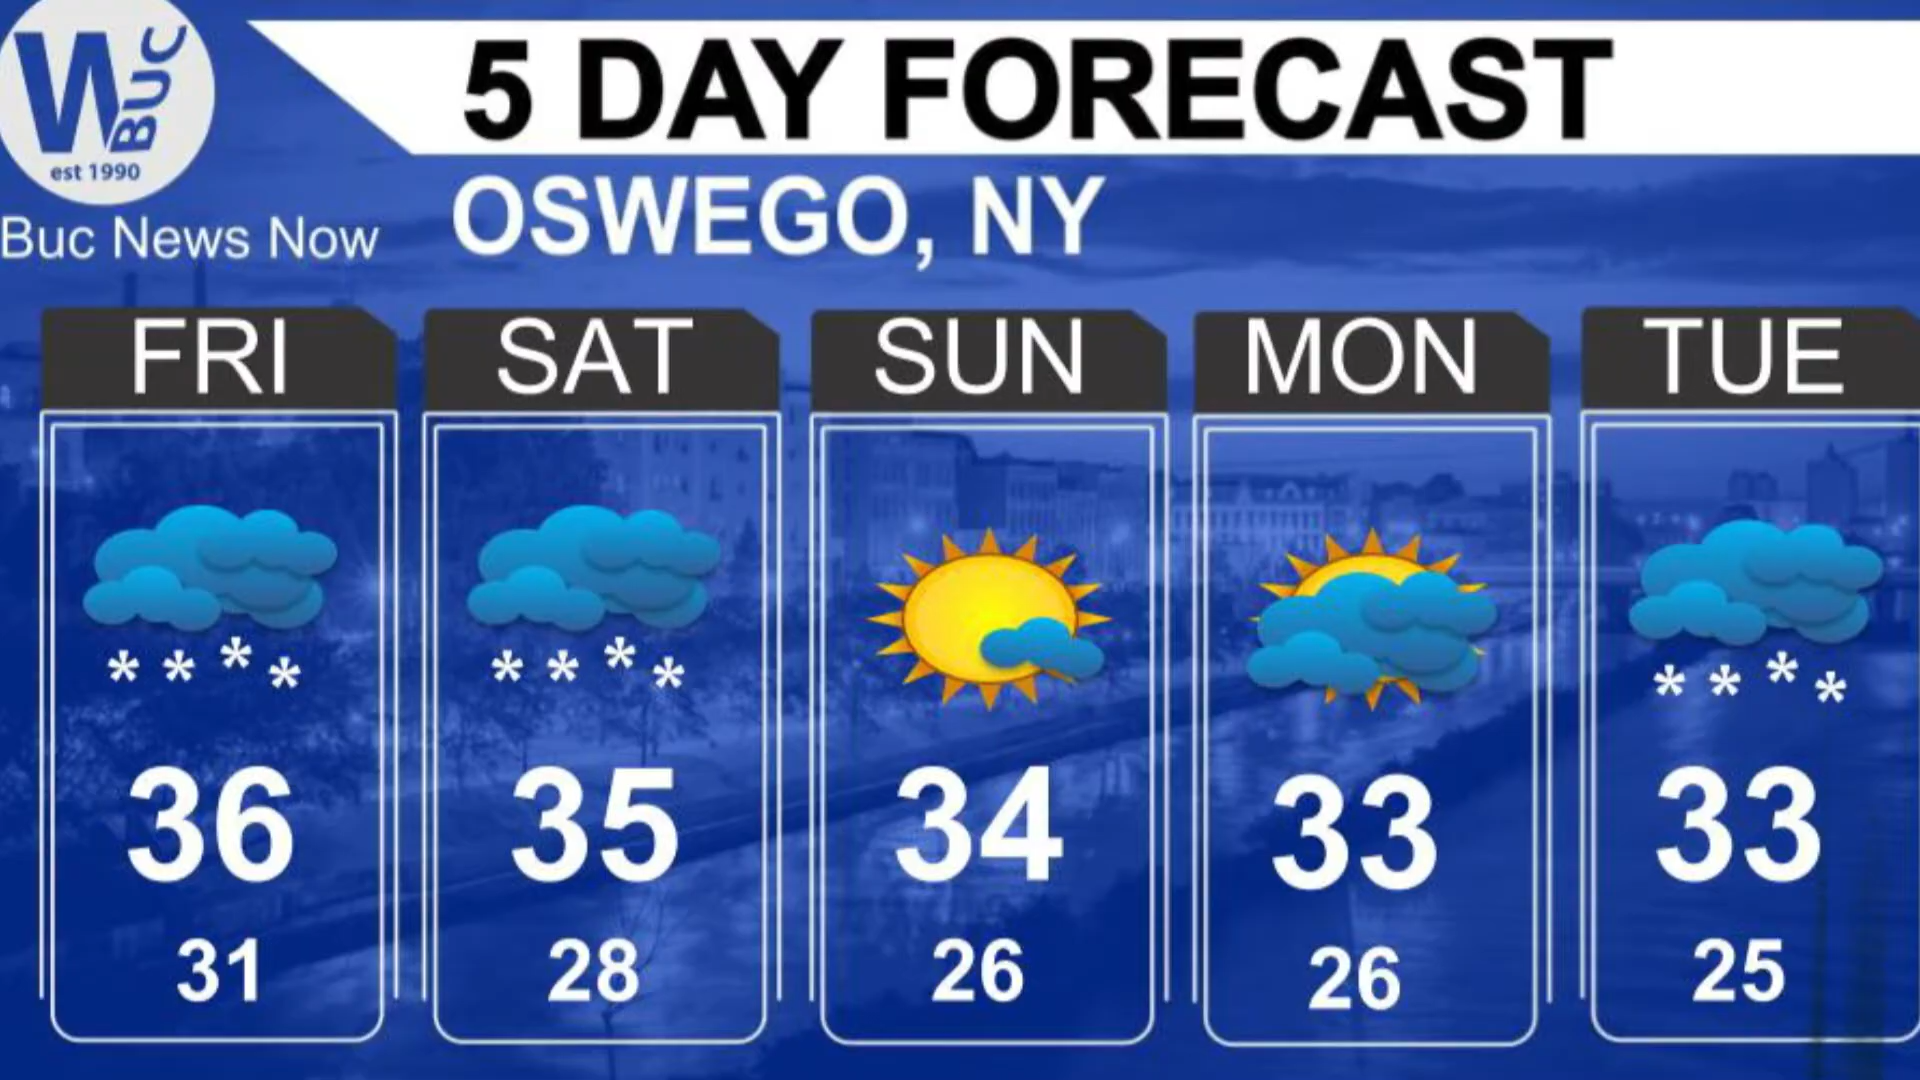 W BUC
est 1990
Buc News Now
5 DAY FORECAST
OSWEGO, NY
FRI SAT SUN MON TUE
36 35 34 33 33
31 28 26 26 25